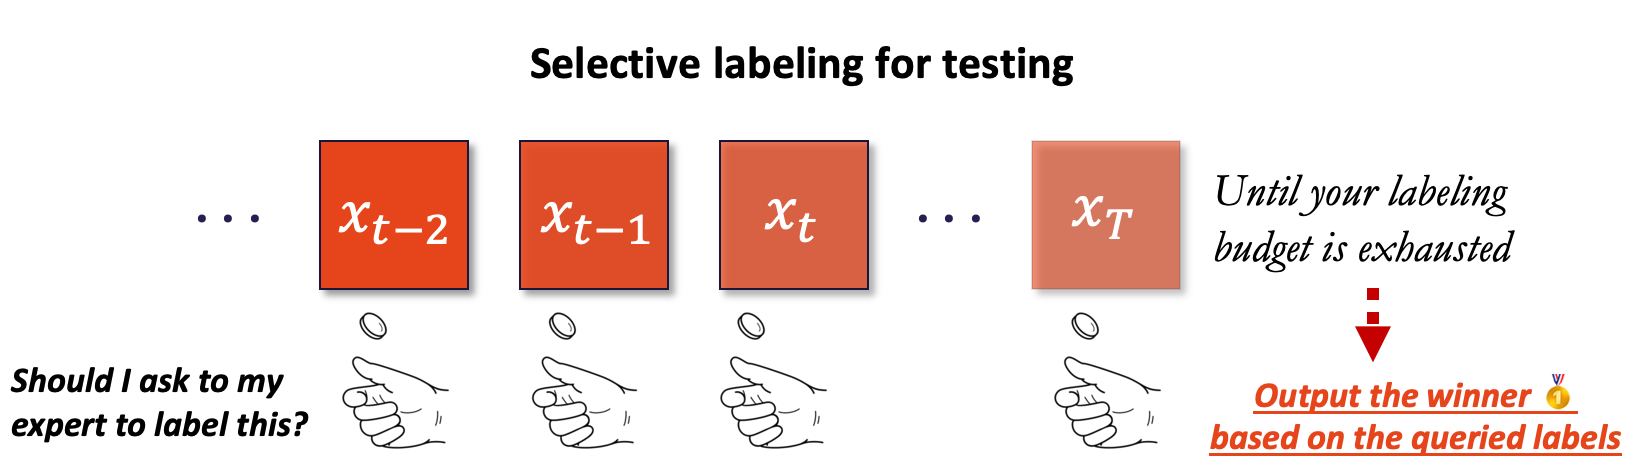 Selective labeling for testing
. . .
x_{t−2}
x_{t−1}
x_t
. . .
x_T
Until your labeling
budget is exhausted
Should I ask to my
expert to label this?
Output the winner 🏅
based on the queried labels